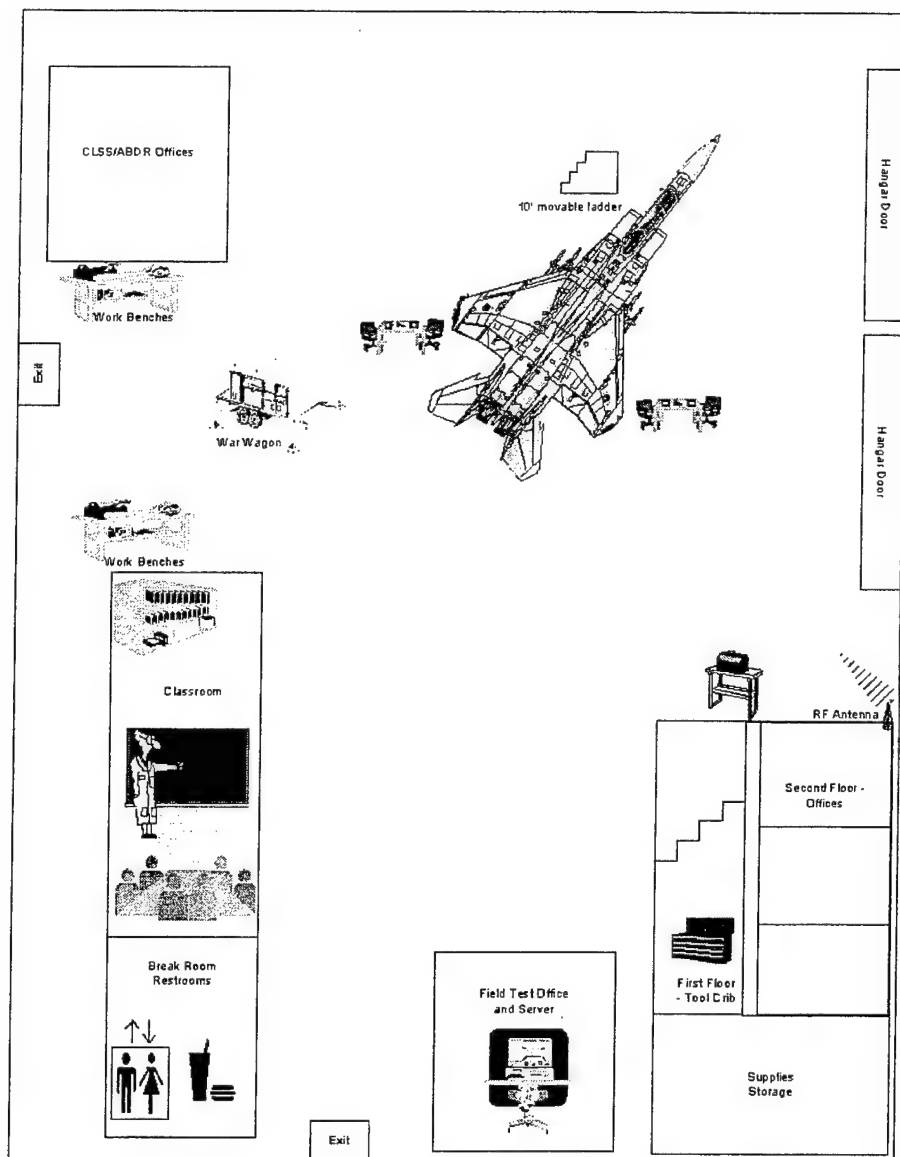 CLSS/ABDR Offices
10' movable ladder
Hangar Door
Work Benches
Exit
War Wagon
Hangar Door
Work Benches
Classroom
RF Antenna
Second Floor -
Offices
Break Room
Restrooms
Field Test Office
and Server
First Floor
- Tool Crib
Supplies
Storage
Exit